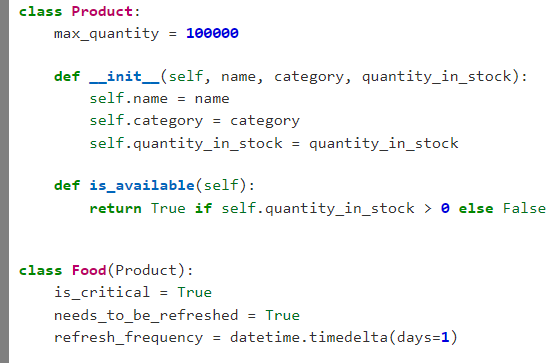 class Product:
    max_quantity = 100000

    def __init__(self, name, category, quantity_in_stock):
        self.name = name
        self.category = category
        self.quantity_in_stock = quantity_in_stock

    def is_available(self):
        return True if self.quantity_in_stock > 0 else False


class Food(Product):
    is_critical = True
    needs_to_be_refreshed = True
    refresh_frequency = datetime.timedelta(days=1)